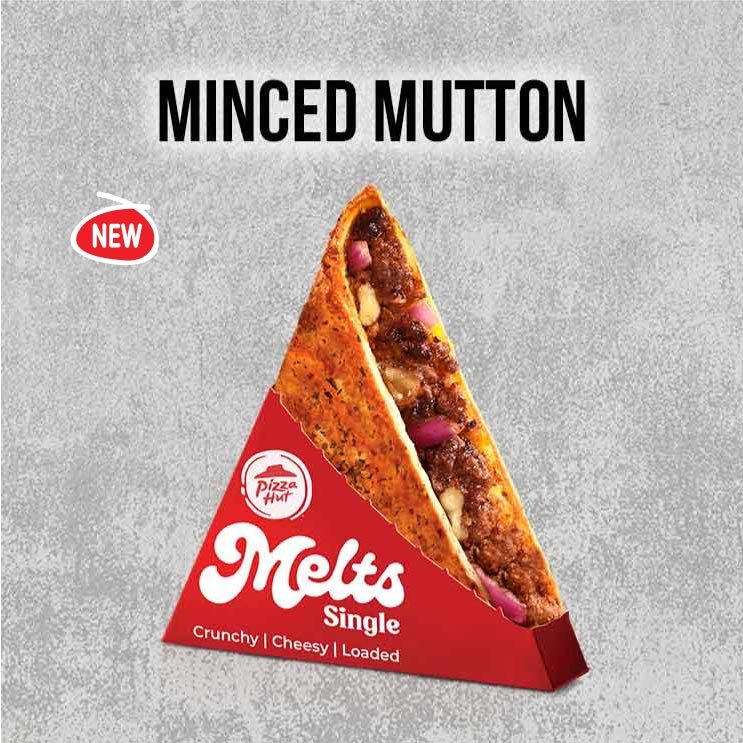 MINCED MUTTON
NEW
Pizza
Hut
Melts
Single
Crunchy | Cheesy | Loaded